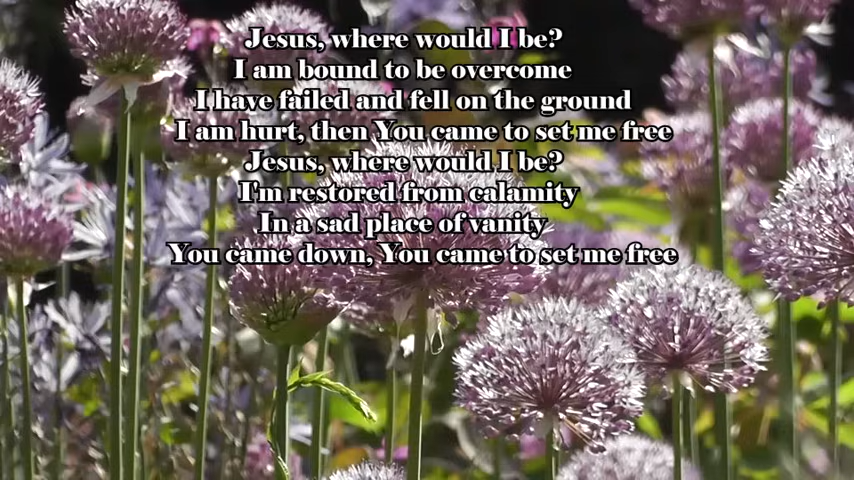 Jesus, where would I be?
I am bound to be overcome
I have failed and fell on the ground
I am hurt, then You came to set me free
Jesus, where would I be?
I'm restored from calamity
In a sad place of vanity
You came down, You came to set me free